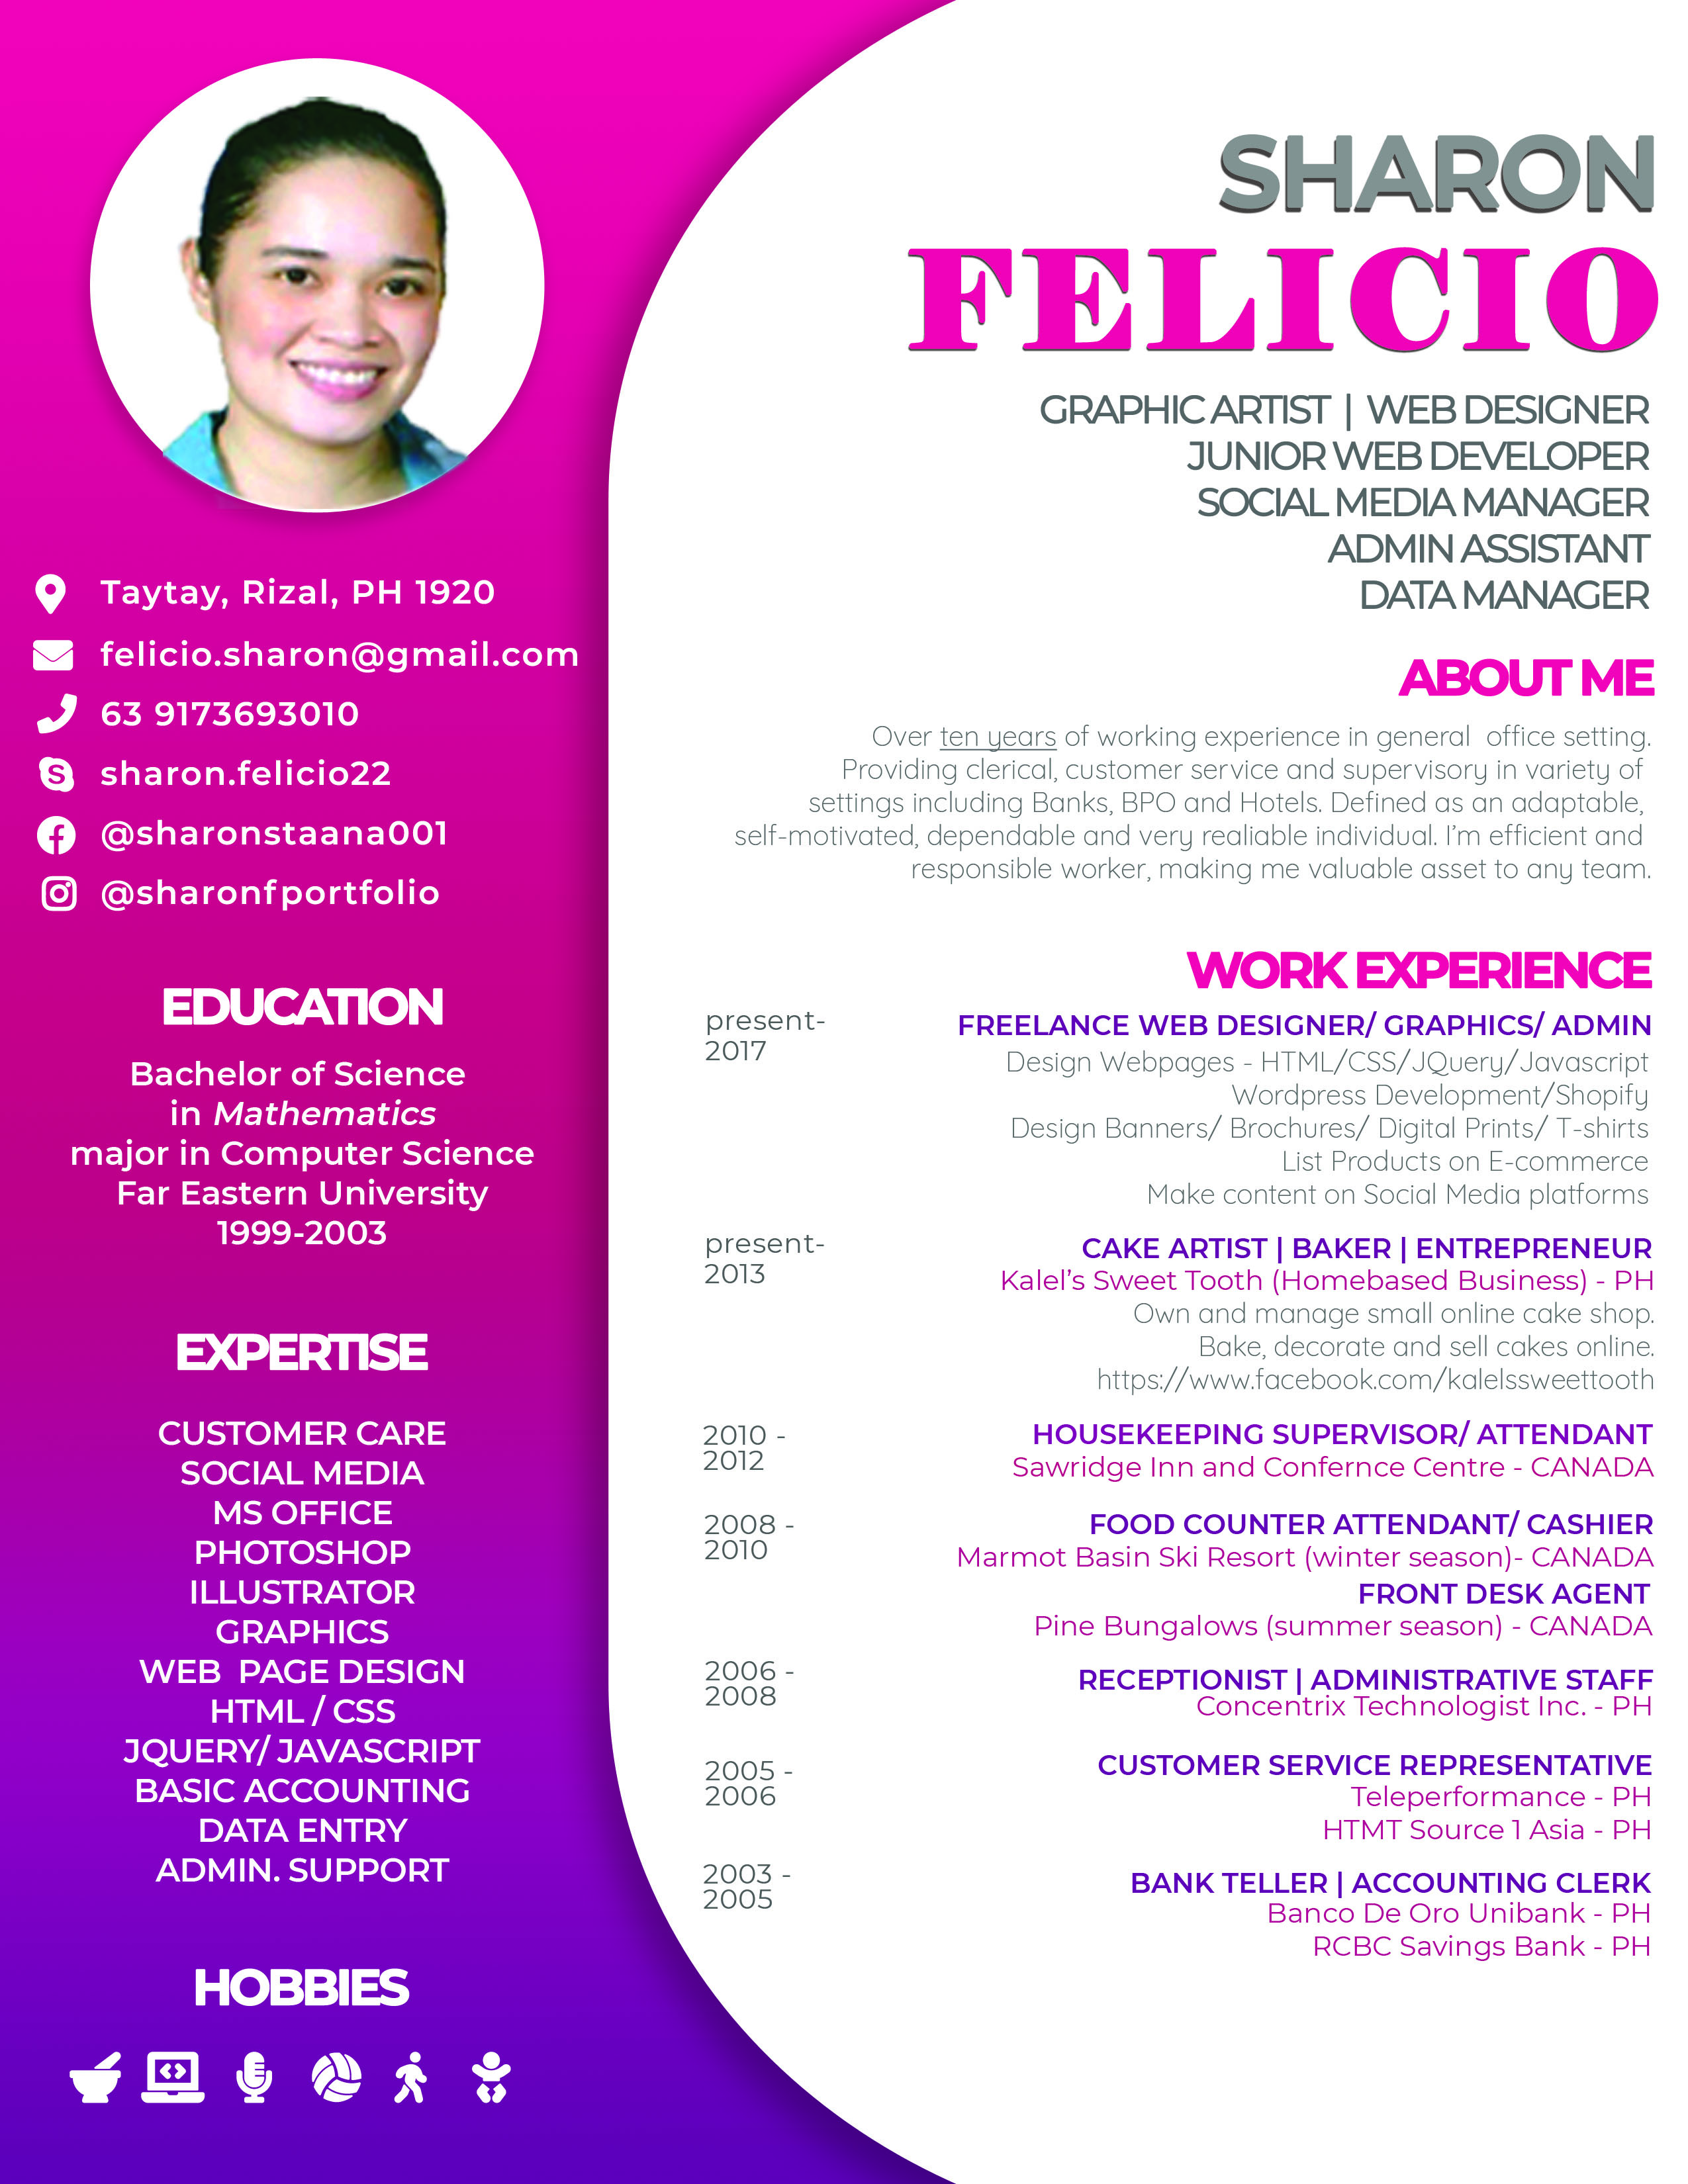 SHARON
FELICIO
GRAPHIC ARTIST | WEB DESIGNER
JUNIOR WEB DEVELOPER
SOCIAL MEDIA MANAGER
ADMIN ASSISTANT
DATA MANAGER
Taytay, Rizal, PH 1920
felicio.sharon@gmail.com
63 9173693010
sharon.felicio22
@sharonstaana001
@sharonfportfolio
EDUCATION
Bachelor of Science
in Mathematics
major in Computer Science
Far Eastern University
1999-2003
EXPERTISE
CUSTOMER CARE
SOCIAL MEDIA
MS OFFICE
PHOTOSHOP
ILLUSTRATOR
GRAPHICS
WEB PAGE DESIGN
HTML / CSS
JQUERY/ JAVASCRIPT
BASIC ACCOUNTING
DATA ENTRY
ADMIN. SUPPORT
HOBBIES
ABOUT ME
Over ten years of working experience in general office setting.
Providing clerical, customer service and supervisory in variety of
settings including Banks, BPO and Hotels. Defined as an adaptable,
self-motivated, dependable and very realiable individual. I'm efficient and
responsible worker, making me valuable asset to any team.
WORK EXPERIENCE
present-
2017
FREELANCE WEB DESIGNER/ GRAPHICS/ ADMIN
Design Webpages - HTML/CSS/JQuery/Javascript
Wordpress Development/Shopify
Design Banners/ Brochures/ Digital Prints/ T-shirts
List Products on E-commerce
Make content on Social Media platforms
present-
2013
CAKE ARTIST | BAKER | ENTREPRENEUR
Kalel's Sweet Tooth (Homebased Business) - PH
Own and manage small online cake shop.
Bake, decorate and sell cakes online.
https://www.facebook.com/kalelssweettooth
2010 -
2012
HOUSEKEEPING SUPERVISOR/ ATTENDANT
Sawridge Inn and Confernce Centre - CANADA
2008 -
2010
FOOD COUNTER ATTENDANT/ CASHIER
Marmot Basin Ski Resort (winter season)- CANADA
FRONT DESK AGENT
Pine Bungalows (summer season) - CANADA
2006 -
2008
RECEPTIONIST | ADMINISTRATIVE STAFF
Concentrix Technologist Inc. - PH
2005 -
2006
CUSTOMER SERVICE REPRESENTATIVE
Teleperformance - PH
HTMT Source 1 Asia - PH
2003 -
2005
BANK TELLER | ACCOUNTING CLERK
Banco De Oro Unibank - PH
RCBC Savings Bank - PH